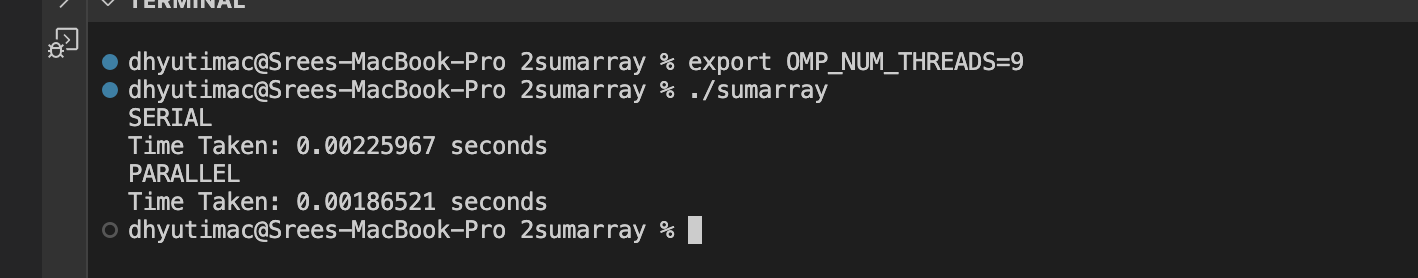 TERMINAL
dhyutimac@Srees-MacBook-Pro 2sumarray % export OMP_NUM_THREADS=9
dhyutimac@Srees-MacBook-Pro 2sumarray % ./sumarray
SERIAL
Time Taken: 0.00225967 seconds
PARALLEL
Time Taken: 0.00186521 seconds
dhyutimac@Srees-MacBook-Pro 2sumarray %